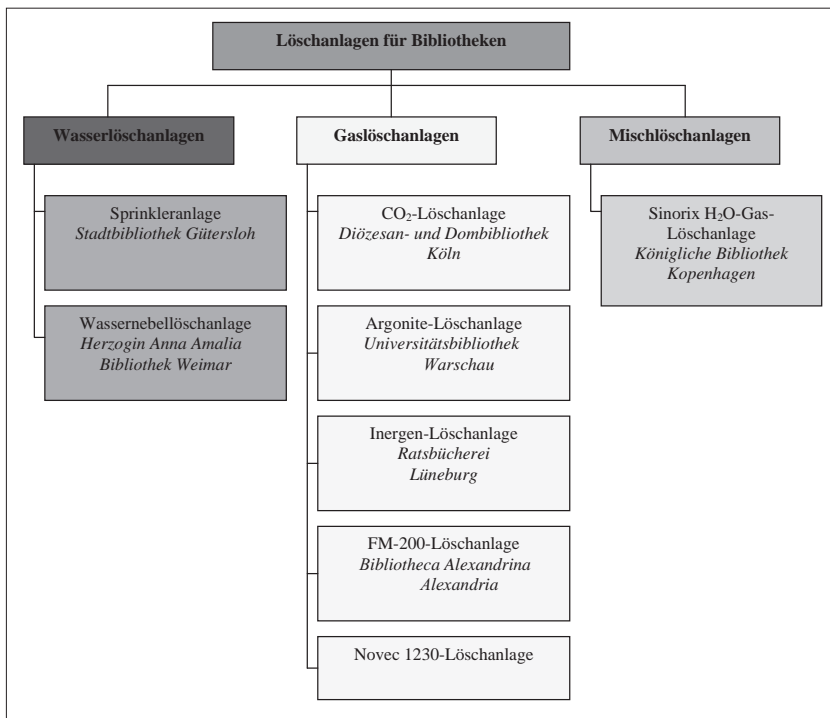 Löschanlagen für Bibliotheken
Wasserlöschanlagen
Sprinkleranlage
Stadtbibliothek Gütersloh
Wassernebellöschanlage
Herzogin Anna Amalia
Bibliothek Weimar
Gaslöschanlagen
CO₂-Löschanlage
Diözesan- und Dombibliothek
Köln
Argonite-Löschanlage
Universitätsbibliothek
Warschau
Inergen-Löschanlage
Ratsbücherei
Lüneburg
FM-200-Löschanlage
Bibliotheca Alexandrina
Alexandria
Novec 1230-Löschanlage
Mischlöschanlagen
Sinorix H₂O-Gas-
Löschanlage
Königliche Bibliothek
Kopenhagen